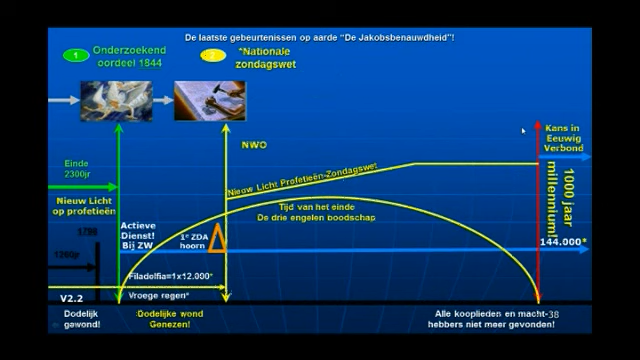 De laatste gebeurtenissen op aarde "De Jakobsbenauwdheid"!
1 Onderzoekend
oordeel 1844
*Nationale
zondagswet
NWO
Kans in
Eeuwig
Verbond
Einde
2300jr
Nieuw Licht
op profetieën
Nieuw Licht Profetieën-Zondagswet
Tijd van het einde
De drie engelen boodschap
1000 jaar
millennium!
Actieve
Dienst!
Bij ZW
1e ZDA
hoorn
144.000*
1798
1260jr
Filadelfia=1x12.000*
V2.2
Vroege regen*
Dodelijk
gewond!
*Dodelijke wond
Genezen!
Alle kooplieden en macht-
hebbers niet meer gevonden!
38